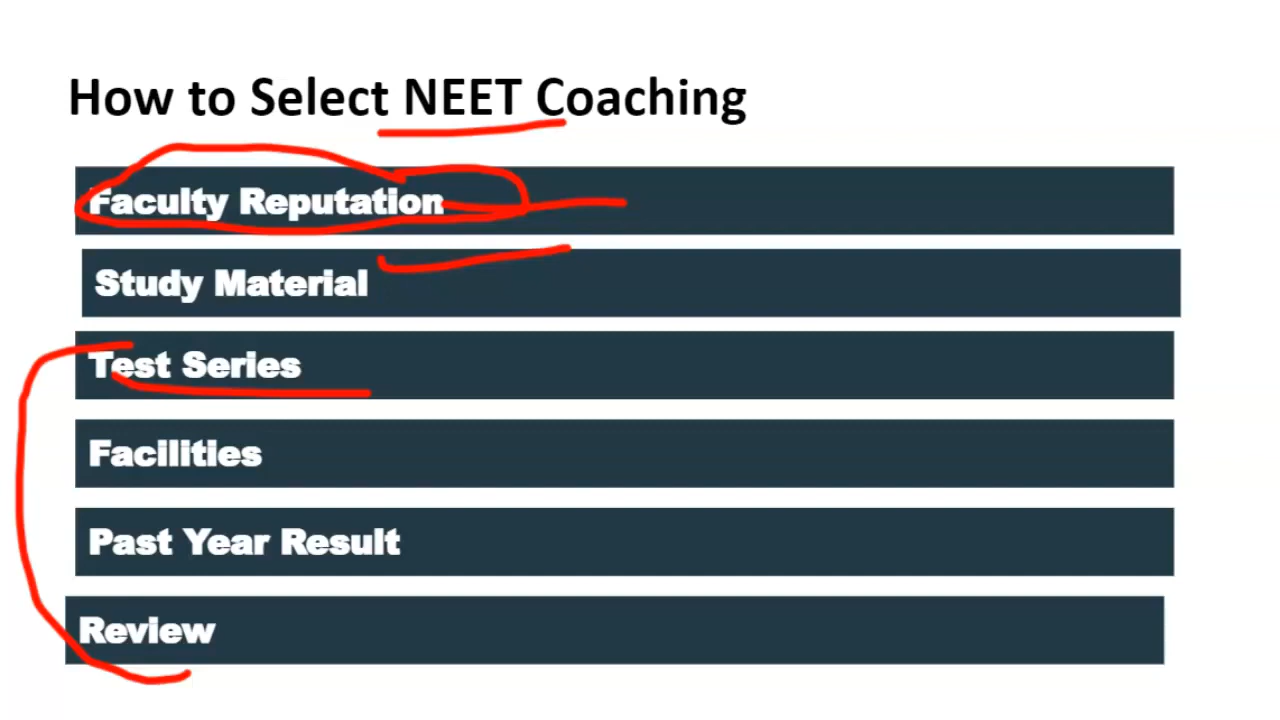 How to Select NEET Coaching
Faculty Reputation
Study Material
Test Series
Facilities
Past Year Result
Review